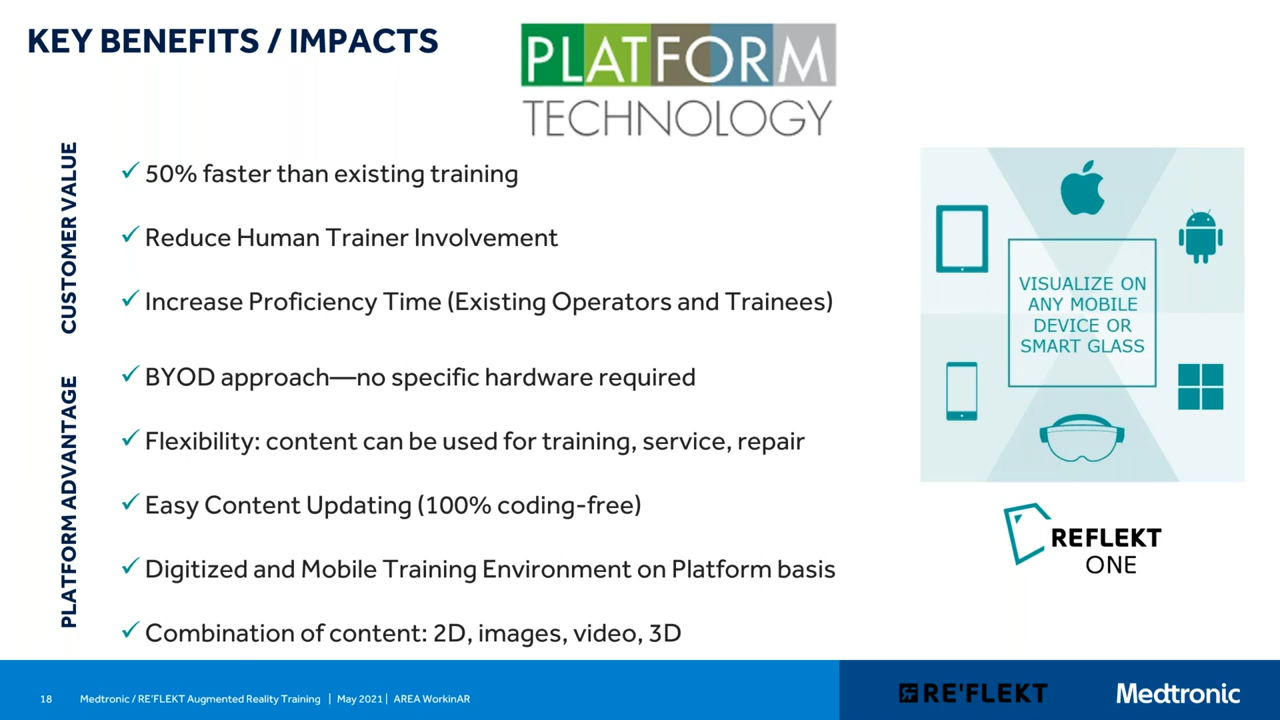 KEY BENEFITS / IMPACTS
PLATFORM
TECHNOLOGY
CUSTOMER VALUE
✓ 50% faster than existing training
✓ Reduce Human Trainer Involvement
✓ Increase Proficiency Time (Existing Operators and Trainees)
PLATFORM ADVANTAGE
✓ BYOD approach—no specific hardware required
✓ Flexibility: content can be used for training, service, repair
✓ Easy Content Updating (100% coding-free)
✓ Digitized and Mobile Training Environment on Platform basis
✓ Combination of content: 2D, images, video, 3D
VISUALIZE ON
ANY MOBILE
DEVICE OR
SMART GLASS
REFLEKT
ONE
18 Medtronic / RE'FLEKT Augmented Reality Training | May 2021 | AREA WorkinAR
RE'FLEKT
Medtronic